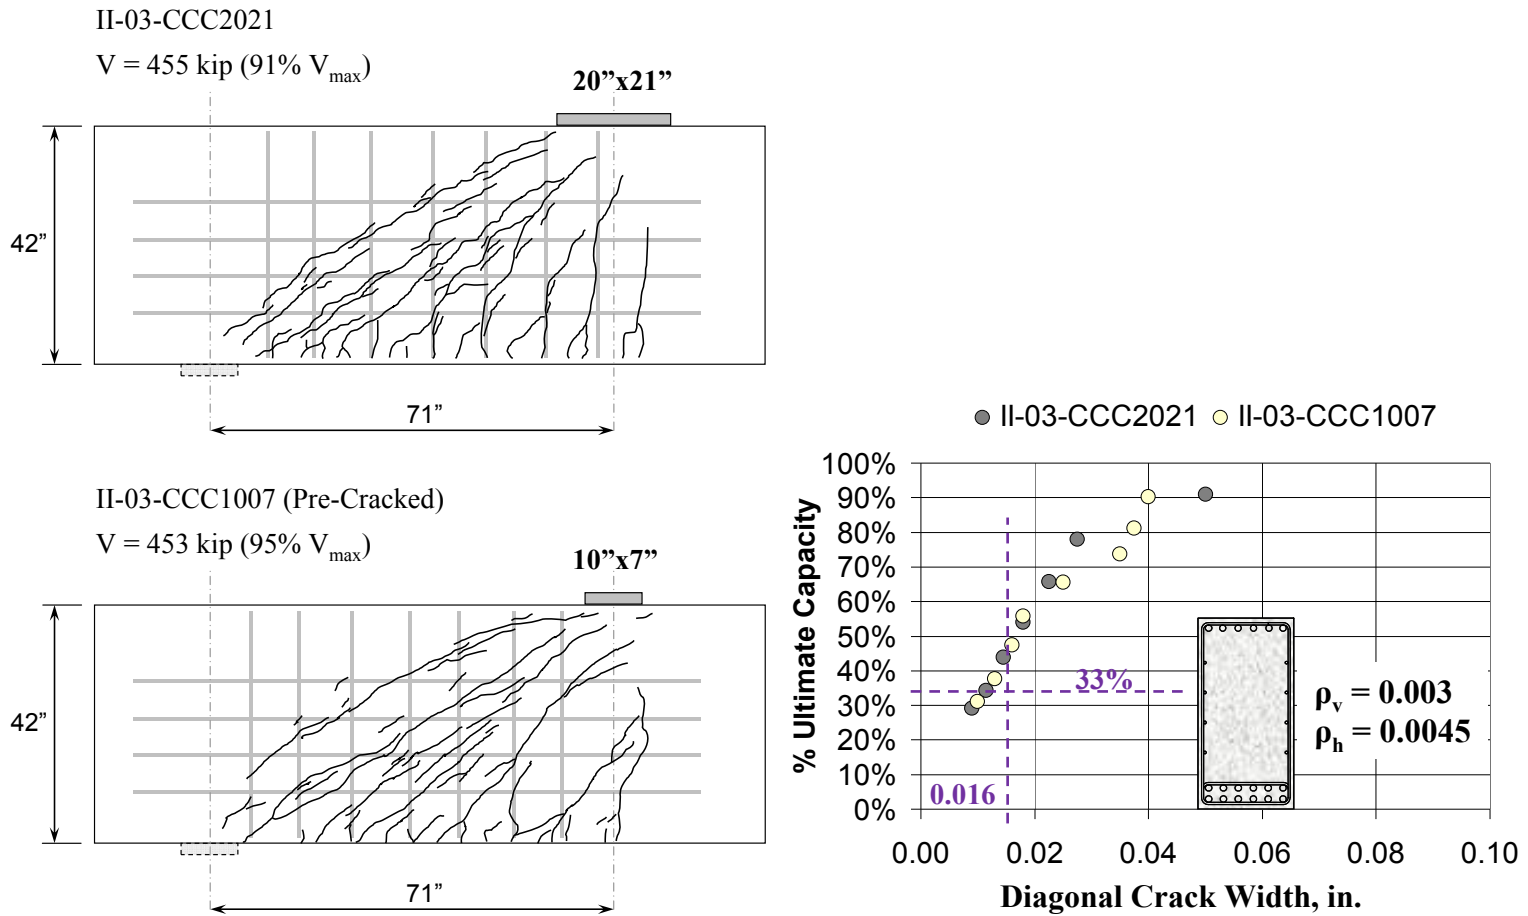 II-03-CCC2021
V = 455 kip (91% Vmax)
20”x21”
42”
71”
II-03-CCC1007 (Pre-Cracked)
V = 453 kip (95% Vmax)
10”x7”
42”
71”
II-03-CCC2021 II-03-CCC1007
% Ultimate Capacity
100%
90%
80%
70%
60%
50%
40%
30%
20%
10%
0%
33%
0.016
ρv = 0.003
ρh = 0.0045
0.00 0.02 0.04 0.06 0.08 0.10
Diagonal Crack Width, in.